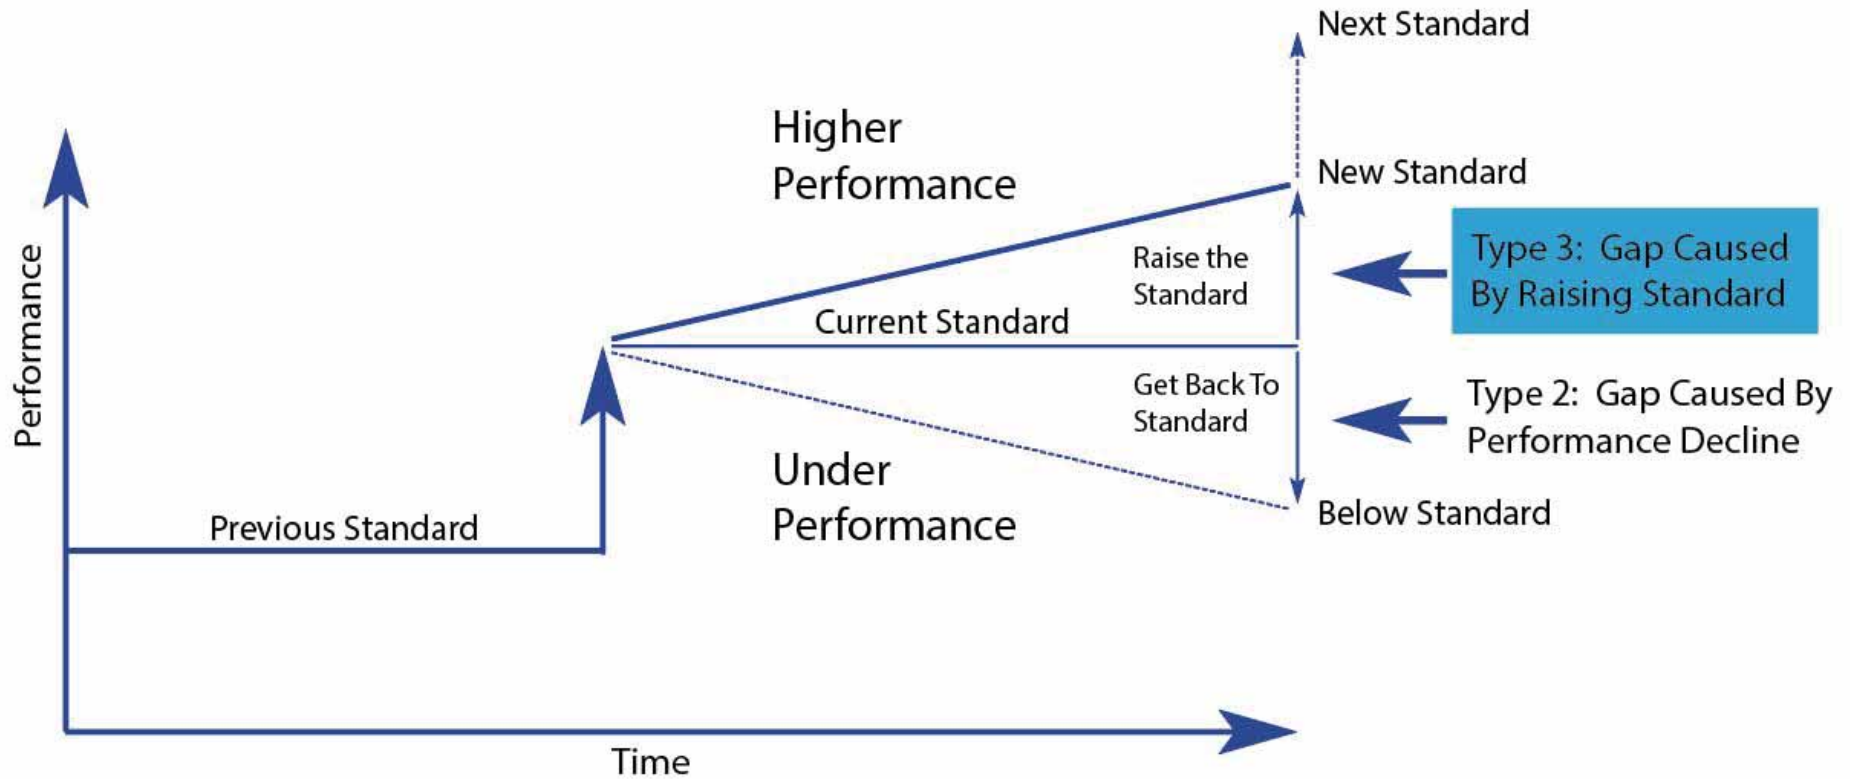 Next Standard
Higher
Performance
New Standard
Raise the
Standard
Type 3:  Gap Caused
By Raising Standard
Current Standard
Performance
Get Back To
Standard
Type 2:  Gap Caused By
Performance Decline
Under
Performance
Below Standard
Previous Standard
Time